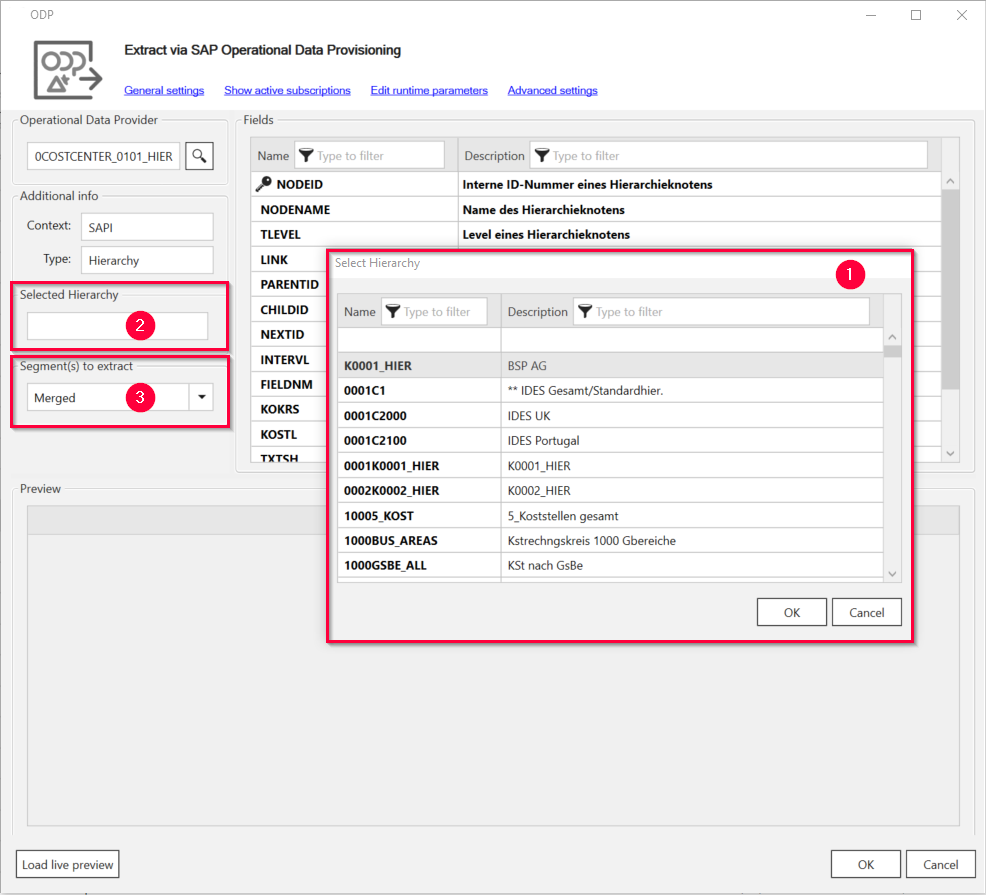 ODP
Extract via SAP Operational Data Provisioning
General settings Show active subscriptions Edit runtime parameters Advanced settings
Operational Data Provider
0COSTCENTER_0101_HIER
Additional info
Context: SAPI
Type: Hierarchy
Selected Hierarchy
2
Segment(s) to extract
Merged 3
Fields
Name Type to filter Description Type to filter
NODEID Interne ID-Nummer eines Hierarchieknotens
NODENAME Name des Hierarchieknotens
TLEVEL Level eines Hierarchieknotens
LINK
PARENTID
CHILDID
NEXTID
INTERVL
FIELDNM
KOKRS
KOSTL
TXTSH
Select Hierarchy 1
Name Type to filter Description Type to filter
K0001_HIER BSP AG
0001C1 ** IDES Gesamt/Standardhier.
0001C2000 IDES UK
0001C2100 IDES Portugal
0001K0001_HIER K0001_HIER
0002K0002_HIER K0002_HIER
10005_KOST 5_Koststellen gesamt
1000BUS_AREAS Kstrechngskreis 1000 Gbereiche
1000GSBE_ALL KSt nach GsBe
OK Cancel
Preview
Load live preview OK Cancel